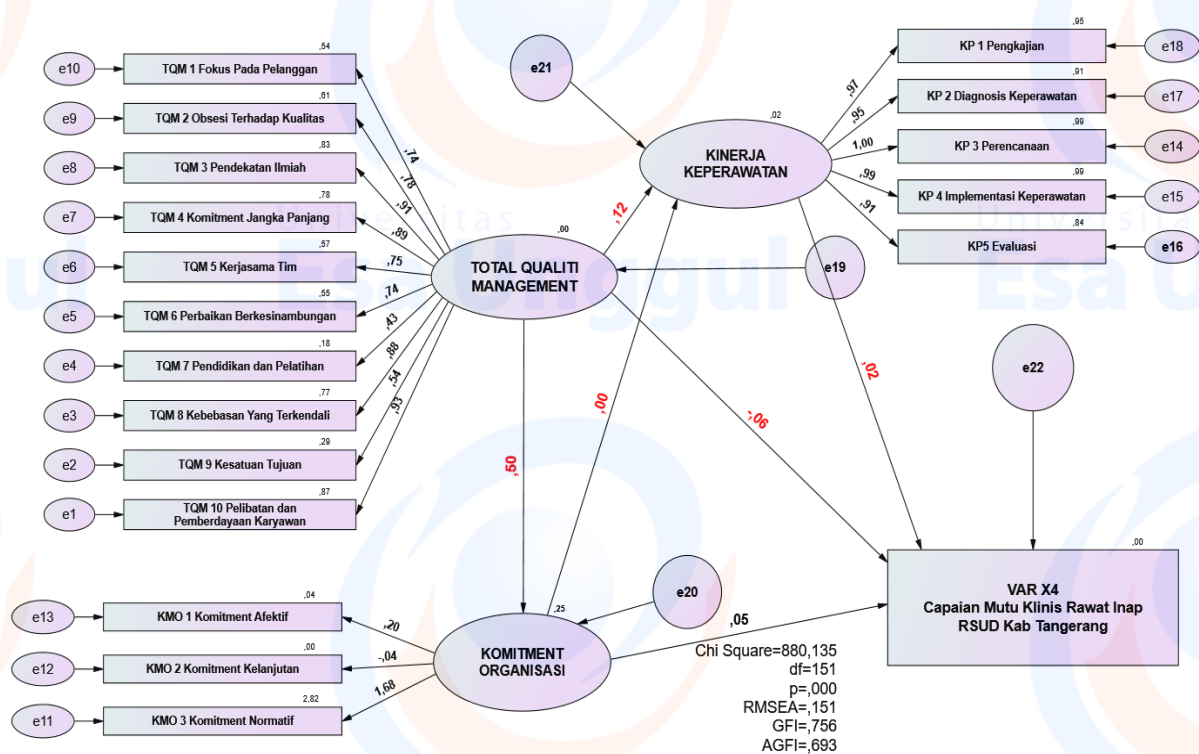 ,54
e10
TQM 1 Fokus Pada Pelanggan
,61
e9
TQM 2 Obsesi Terhadap Kualitas
,83
e8
TQM 3 Pendekatan Ilmiah
,78
e7
TQM 4 Komitment Jangka Panjang
,57
e6
TQM 5 Kerjasama Tim
,55
e5
TQM 6 Perbaikan Berkesinambungan
,18
e4
TQM 7 Pendidikan dan Pelatihan
,77
e3
TQM 8 Kebebasan Yang Terkendali
,29
e2
TQM 9 Kesatuan Tujuan
,87
e1
TQM 10 Pelibatan dan
Pemberdayaan Karyawan
,74
,78
,91
,89
,75
,74
,43
,88
,54
,93
,00
TOTAL QUALITI
MANAGEMENT
e19
e21
,02
KINERJA
KEPERAWATAN
,12
,00
,50
-,06
,02
,97
,95
1,00
,99
,91
,95
KP 1 Pengkajian
e18
,91
KP 2 Diagnosis Keperawatan
e17
,99
KP 3 Perencanaan
e14
,99
KP 4 Implementasi Keperawatan
e15
,84
KP5 Evaluasi
e16
e22
,00
VAR X4
Capaian Mutu Klinis Rawat Inap
RSUD Kab Tangerang
,04
e13
KMO 1 Komitment Afektif
,00
e12
KMO 2 Komitment Kelanjutan
2,82
e11
KMO 3 Komitment Normatif
,20
-,04
1,68
,25
KOMITMENT
ORGANISASI
e20
,05
Chi Square=880,135
df=151
p=,000
RMSEA=,151
GFI=,756
AGFI=,693
Universitas
Esa Unggul
Universita
Esa U
ul